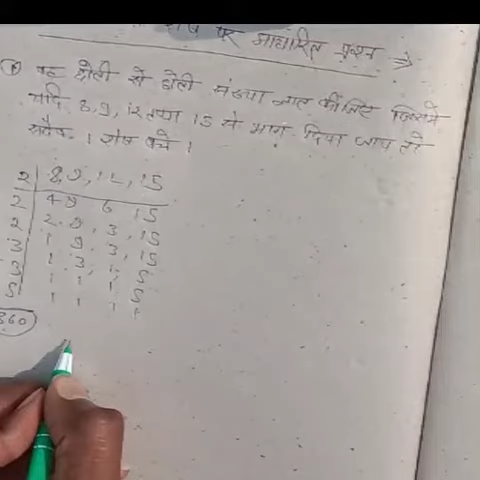 पर आधारित प्रश्न ⇒
वह छोटी से छोटी संख्या ज्ञात कीजिए जिसमें
यदि 8, 9, 12 तथा 15 से भाग दिया जाय तो
सदैव 1 शेष बचे ।
2 | 8, 9, 12, 15
2 | 4 9 6 15
2 | 2, 9, 3, 15
3 | 1 9, 3, 15
3 | 1 3, 1, 5
5 | 1 1 1 5
1 1 1 1
360